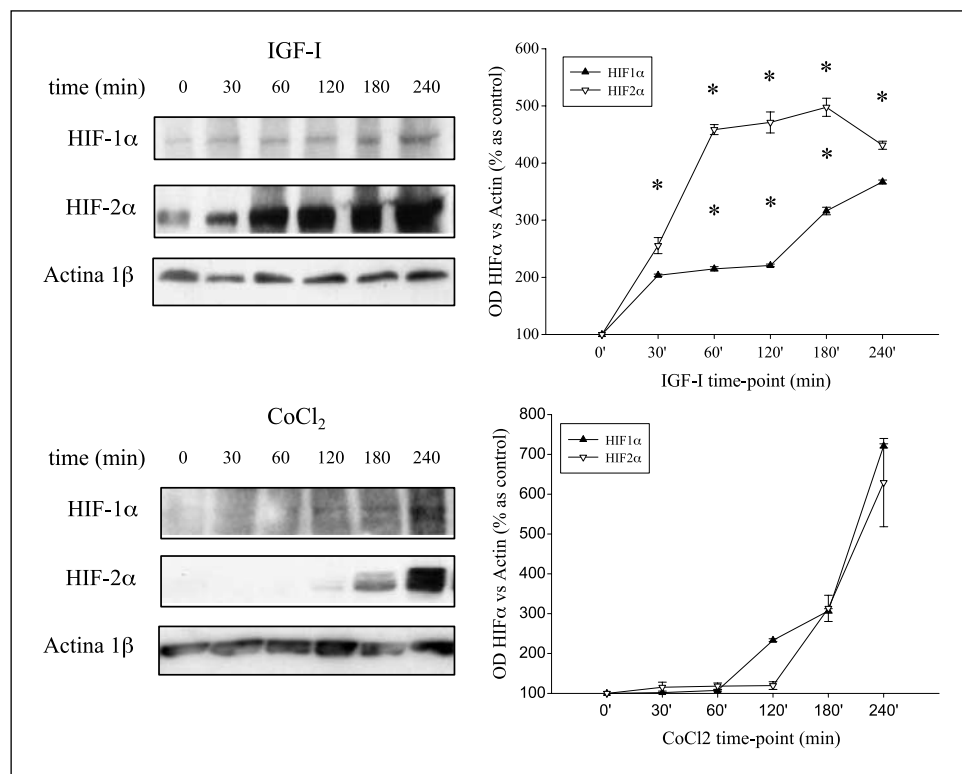 IGF-I
time (min) 0 30 60 120 180 240
HIF-1α
HIF-2α
Actina 1β
600
500
400
300
200
100
OD HIFα vs Actin (% as control)
HIF1α
HIF2α
* * * *
* *
* *
0' 30' 60' 120' 180' 240'
IGF-I time-point (min)
CoCl₂
time (min) 0 30 60 120 180 240
HIF-1α
HIF-2α
Actina 1β
800
700
600
500
400
300
200
100
OD HIFα vs Actin (% as control)
HIF1α
HIF2α
0' 30' 60' 120' 180' 240'
CoCl2 time-point (min)